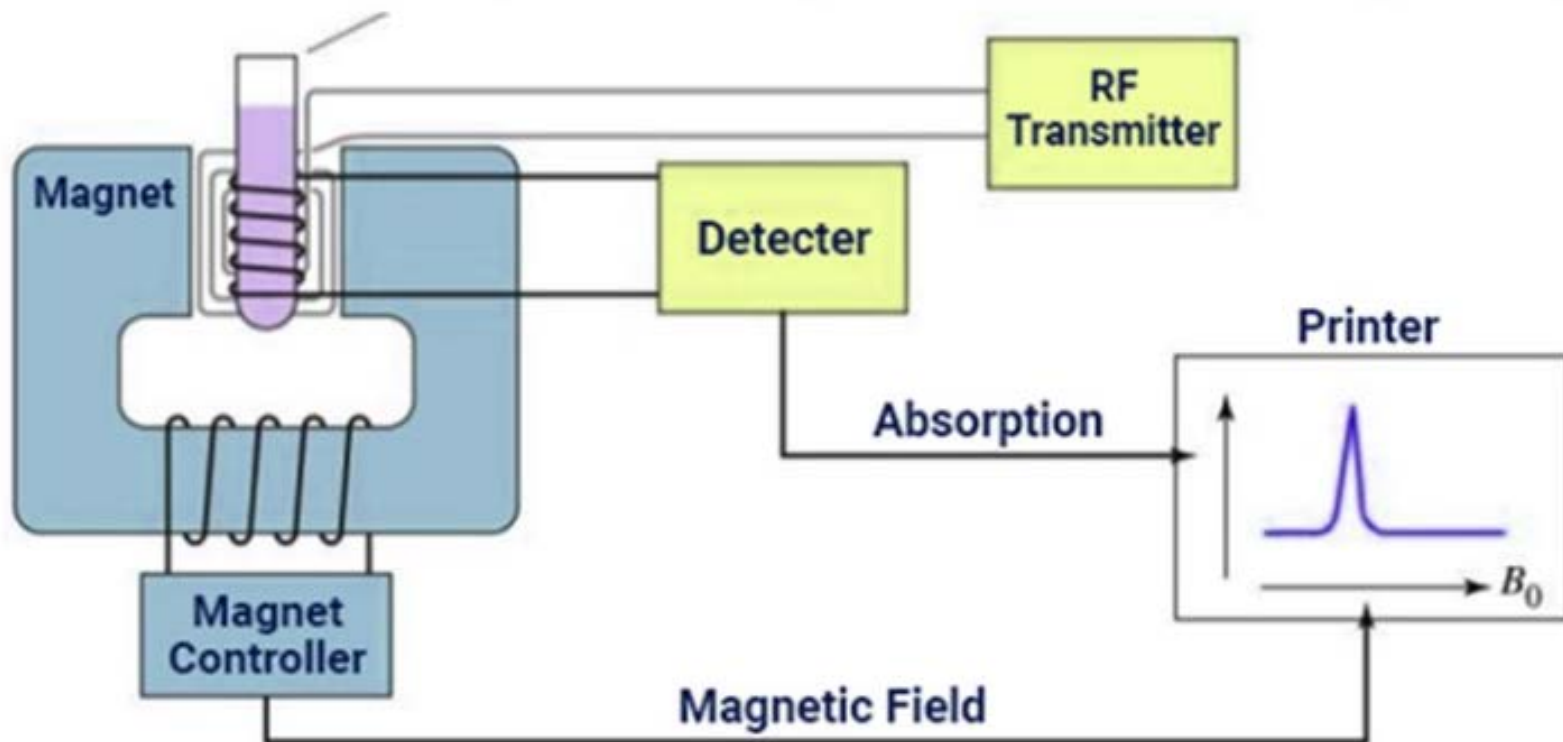 RF
Transmitter
Magnet
Detecter
Printer
Absorption
B0
Magnet
Controller
Magnetic Field